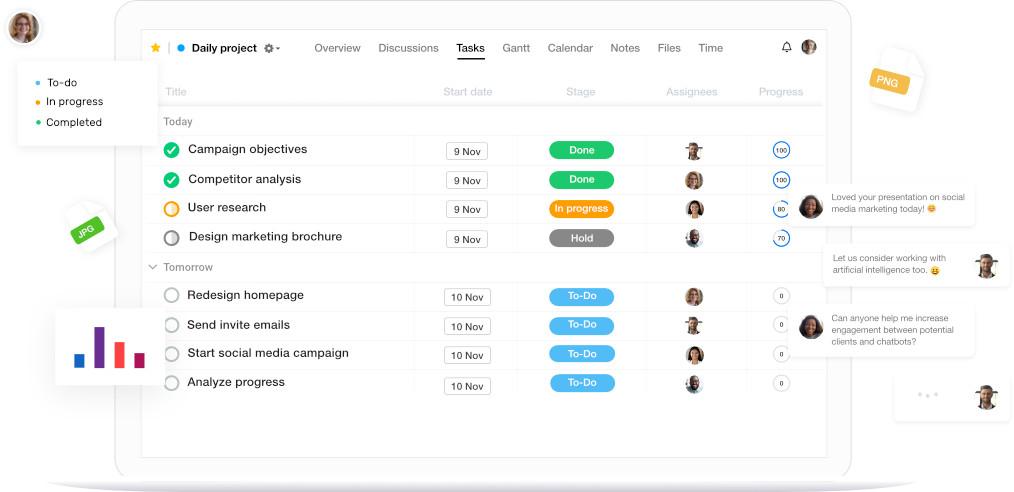 Daily project
Overview Discussions Tasks Gantt Calendar Notes Files Time
To-do
In progress
Completed
PNG
Title Start date Stage Assignees Progress
Today
Campaign objectives 9 Nov Done 100
Competitor analysis 9 Nov Done 100
User research 9 Nov In progress 80
Design marketing brochure 9 Nov Hold 70
JPG
Loved your presentation on social
media marketing today! 😊
Let us consider working with
artificial intelligence too. 😄
Tomorrow
Redesign homepage 10 Nov To-Do 0
Send invite emails 10 Nov To-Do 0
Start social media campaign 10 Nov To-Do
Analyze progress 10 Nov To-Do 0
Can anyone help me increase
engagement between potential
clients and chatbots?